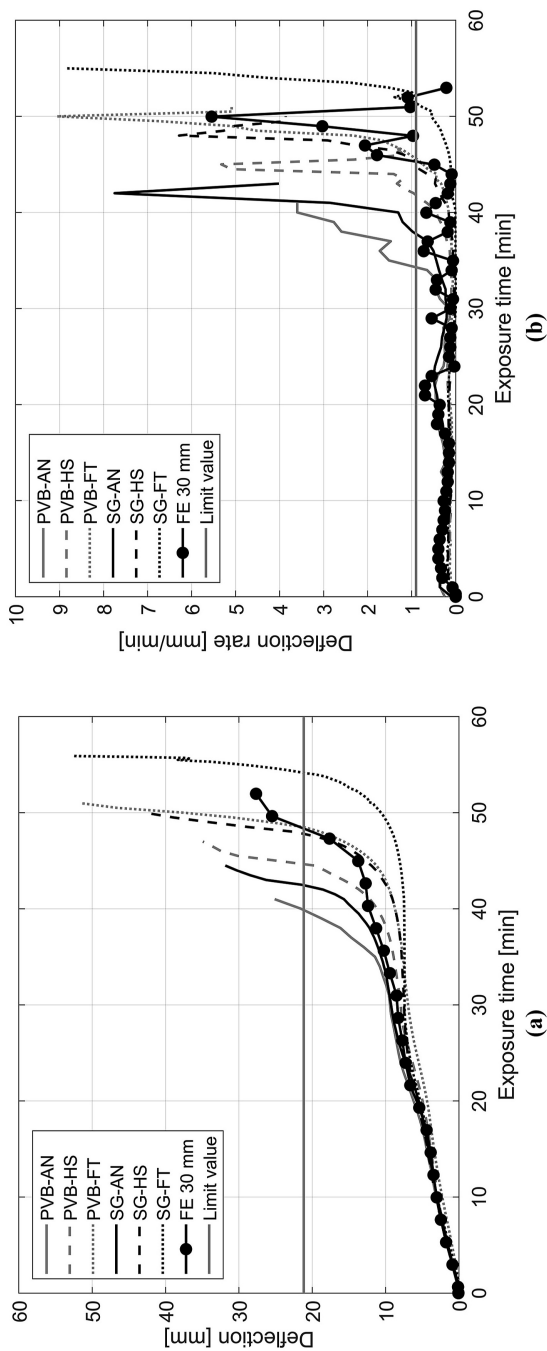 60
50
40
30
20
10
0
Deflection [mm]
PVB-AN
PVB-HS
PVB-FT
SG-AN
SG-HS
SG-FT
FE 30 mm
Limit value
0 10 20 30 40 50 60
Exposure time [min]
(a)
10
9
8
7
6
5
4
3
2
1
0
Deflection rate [mm/min]
PVB-AN
PVB-HS
PVB-FT
SG-AN
SG-HS
SG-FT
FE 30 mm
Limit value
0 10 20 30 40 50 60
Exposure time [min]
(b)